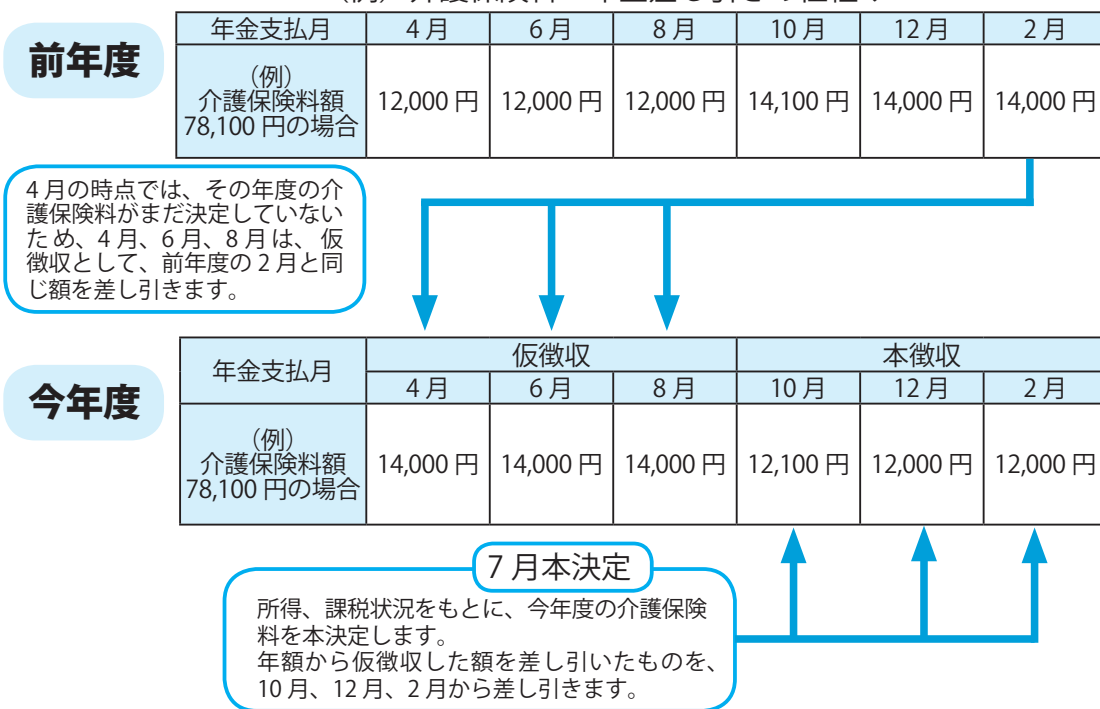 前年度
年金支払月 4月 6月 8月 10月 12月 2月
（例）
介護保険料額
78,100円の場合
12,000円 12,000円 12,000円 14,100円 14,000円 14,000円
4月の時点では、その年度の介
護保険料がまだ決定していない
ため、4月、6月、8月は、仮
徴収として、前年度の2月と同
じ額を差し引きます。
今年度
年金支払月 仮徴収 本徴収
4月 6月 8月 10月 12月 2月
（例）
介護保険料額
78,100円の場合
14,000円 14,000円 14,000円 12,100円 12,000円 12,000円
7月本決定
所得、課税状況をもとに、今年度の介護保険
料を本決定します。
年額から仮徴収した額を差し引いたものを、
10月、12月、2月から差し引きます。